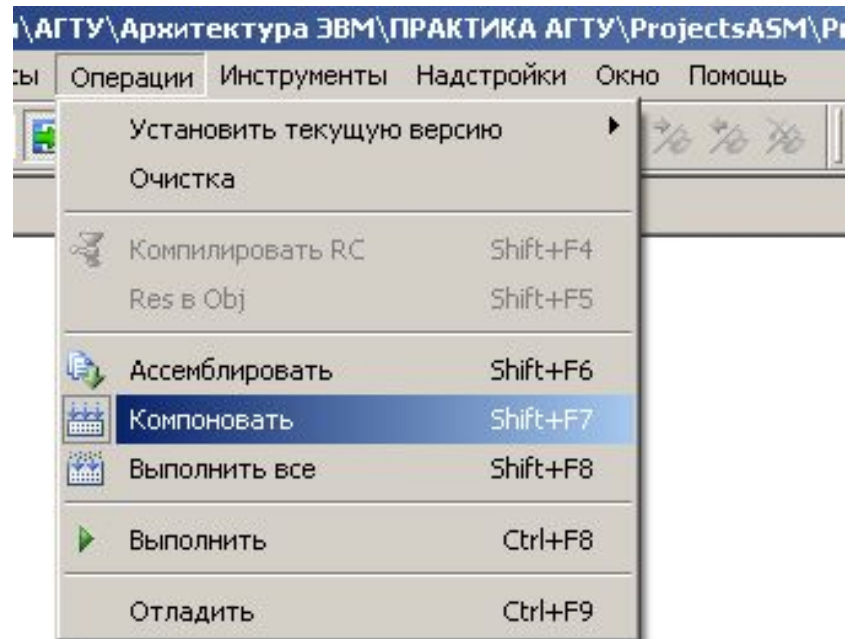 \АГТУ\Архитектура ЭВМ\ПРАКТИКА АГТУ\ProjectsASM\
Операции Инструменты Надстройки Окно Помощь
Установить текущую версию
Очистка
Компилировать RC Shift+F4
Res в Obj Shift+F5
Ассемблировать Shift+F6
Компоновать Shift+F7
Выполнить все Shift+F8
Выполнить Ctrl+F8
Отладить Ctrl+F9